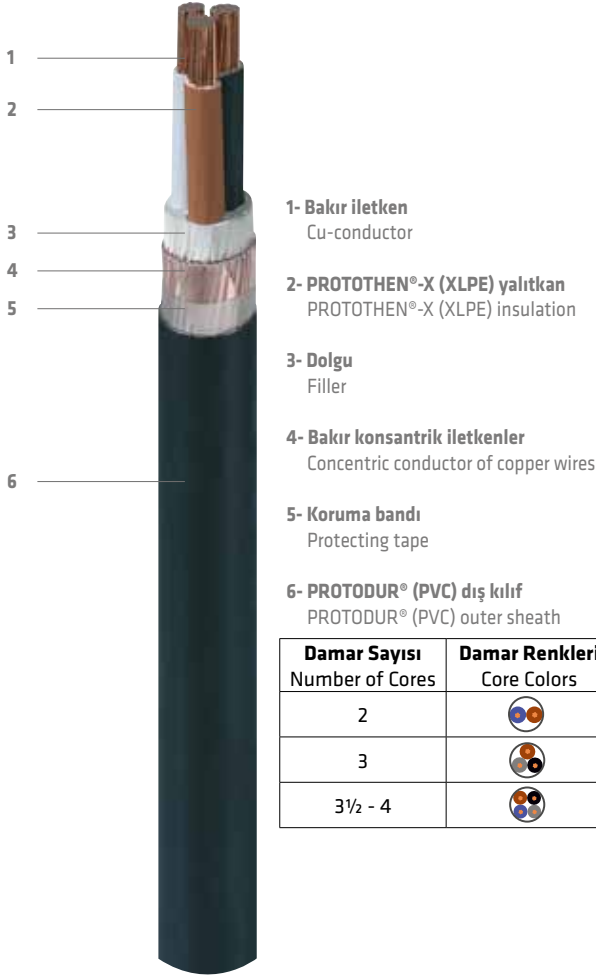 1
2
3
4
5
6
1- Bakır iletken
Cu-conductor
2- PROTOTHEN®-X (XLPE) yalıtkan
PROTOTHEN®-X (XLPE) insulation
3- Dolgu
Filler
4- Bakır konsantrik iletkenler
Concentric conductor of copper wires
5- Koruma bandı
Protecting tape
6- PROTODUR® (PVC) dış kılıf
PROTODUR® (PVC) outer sheath
Damar Sayısı Damar Renkleri
Number of Cores Core Colors
2
3
3½ - 4